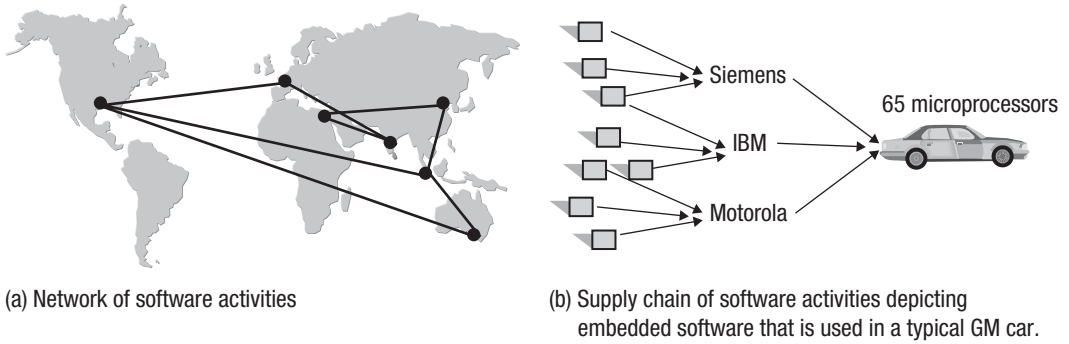 Siemens
65 microprocessors
IBM
Motorola
(a) Network of software activities
(b) Supply chain of software activities depicting
embedded software that is used in a typical GM car.